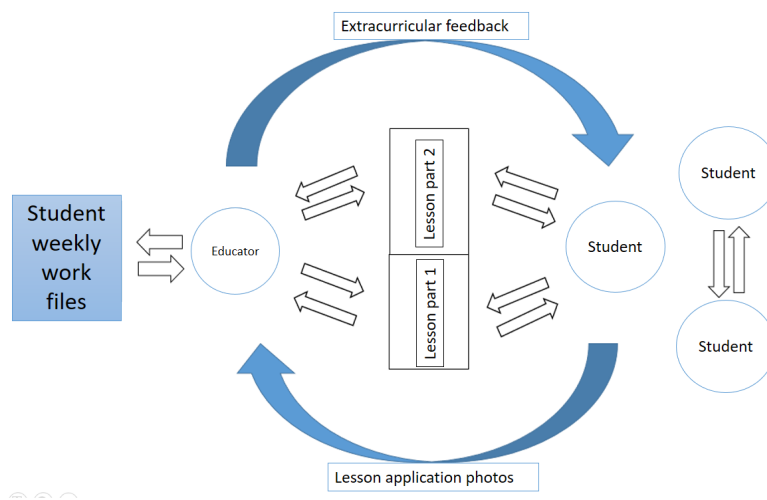 Extracurricular feedback
Lesson part 2
Student
Student
weekly
work
files
Educator
Student
Lesson part 1
Student
Lesson application photos